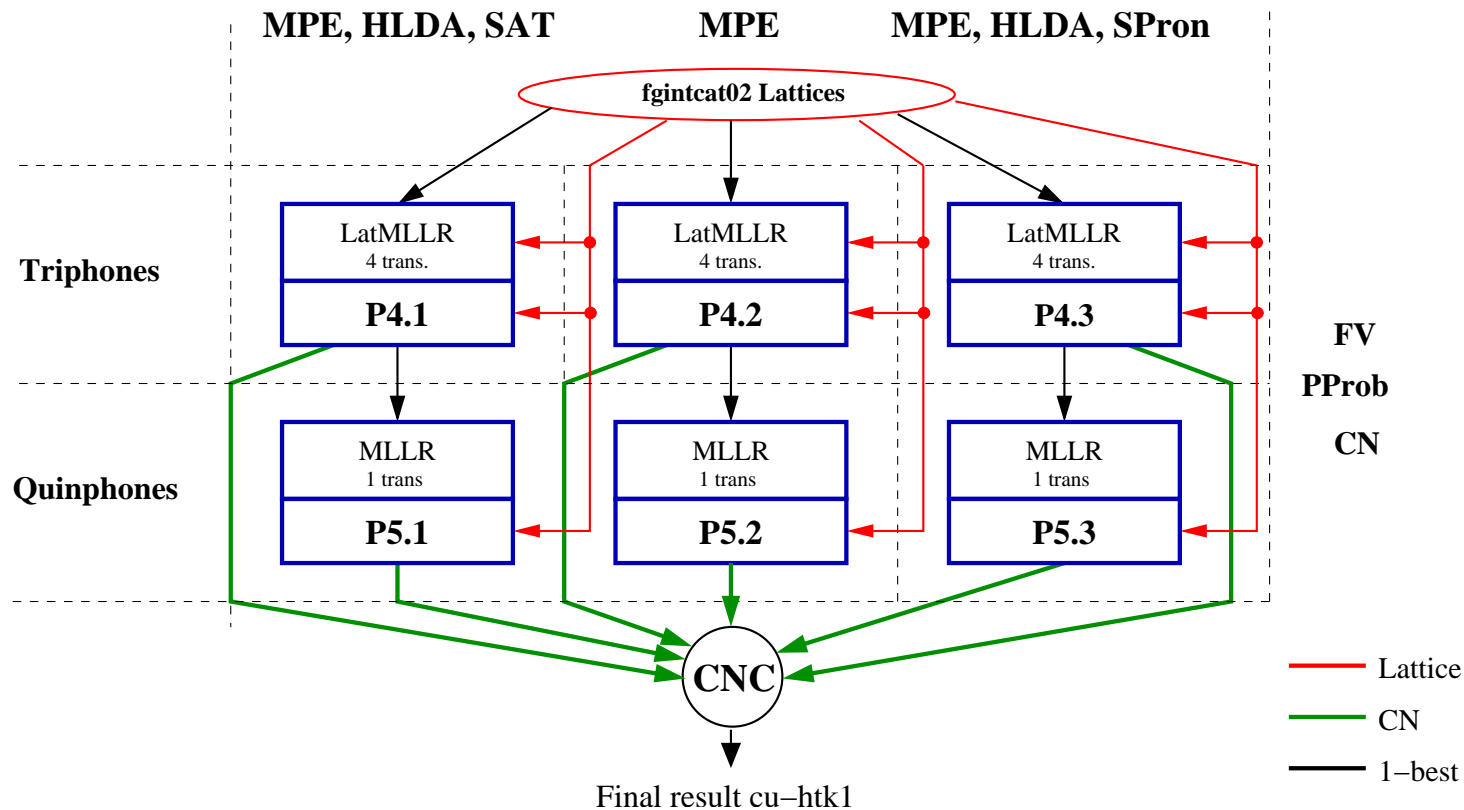 MPE, HLDA, SAT
MPE
MPE, HLDA, SPron
fgintcat02 Lattices
Triphones
LatMLLR
4 trans.
P4.1
LatMLLR
4 trans.
P4.2
LatMLLR
4 trans.
P4.3
FV
PProb
CN
Quinphones
MLLR
1 trans
P5.1
MLLR
1 trans
P5.2
MLLR
1 trans
P5.3
CNC
Final result cu−htk1
Lattice
CN
1−best